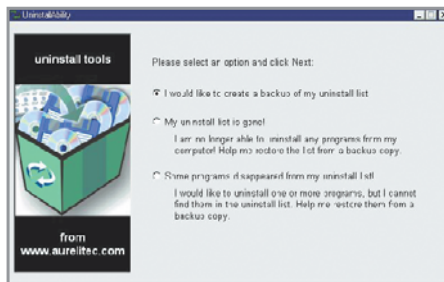 UninstallAbility
uninstall tools
from
www.aurelitec.com
Please select an option and click Next:
I would like to create a backup of my uninstall list
My uninstall list is gone!
I am no longer able to uninstall any programs from my
computer! Help me restore the list from a backup copy.
Some programs disappeared from my uninstall list!
I would like to uninstall one or more programs, but I cannot
find them in the uninstall list. Help me restore them from a
backup copy.